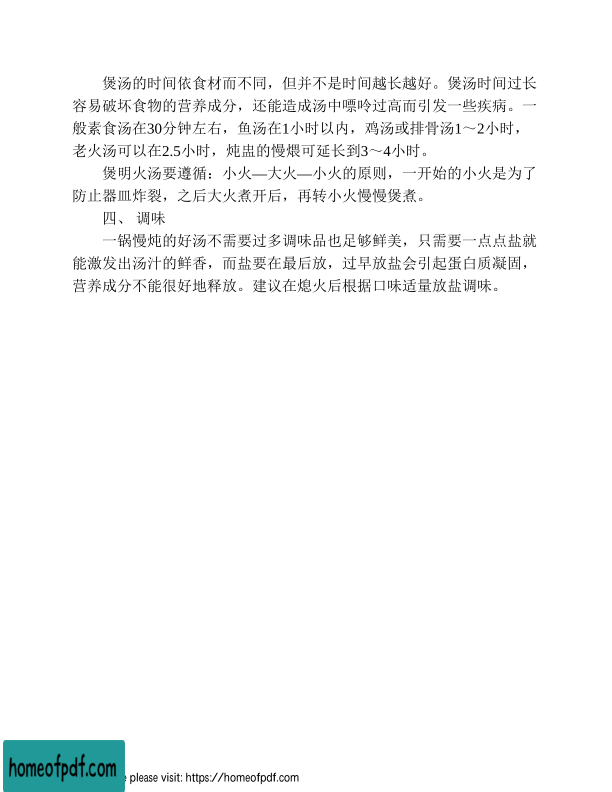 煲汤的时间依食材而不同，但并不是时间越长越好。煲汤时间过长
容易破坏食物的营养成分，还能造成汤中嘌呤过高而引发一些疾病。一
般素食汤在30分钟左右，鱼汤在1小时以内，鸡汤或排骨汤1～2小时，
老火汤可以在2.5小时，炖盅的慢煨可延长到3～4小时。
煲明火汤要遵循：小火—大火—小火的原则，一开始的小火是为了
防止器皿炸裂，之后大火煮开后，再转小火慢慢煲煮。
四、 调味
一锅慢炖的好汤不需要过多调味品也足够鲜美，只需要一点点盐就
能激发出汤汁的鲜香，而盐要在最后放，过早放盐会引起蛋白质凝固，
营养成分不能很好地释放。建议在熄火后根据口味适量放盐调味。
homeofpdf.com
please visit: https://homeofpdf.com